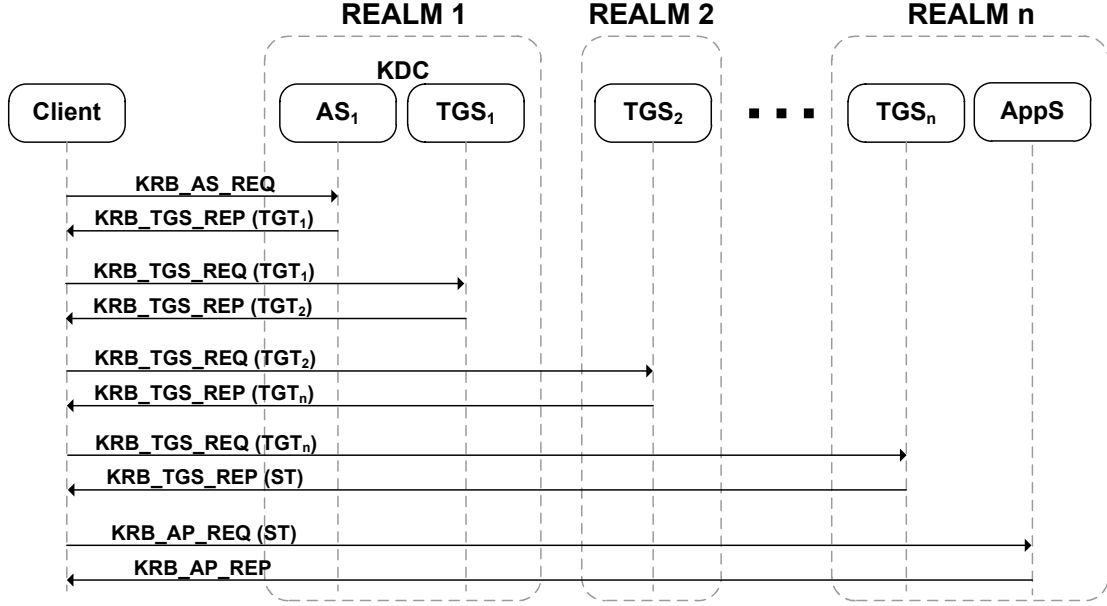 REALM 1
REALM 2
REALM n
KDC
Client
AS₁
TGS₁
TGS₂
TGSₙ
AppS
KRB_AS_REQ
KRB_TGS_REP (TGT₁)
KRB_TGS_REQ (TGT₁)
KRB_TGS_REP (TGT₂)
KRB_TGS_REQ (TGT₂)
KRB_TGS_REP (TGTₙ)
KRB_TGS_REQ (TGTₙ)
KRB_TGS_REP (ST)
KRB_AP_REQ (ST)
KRB_AP_REP